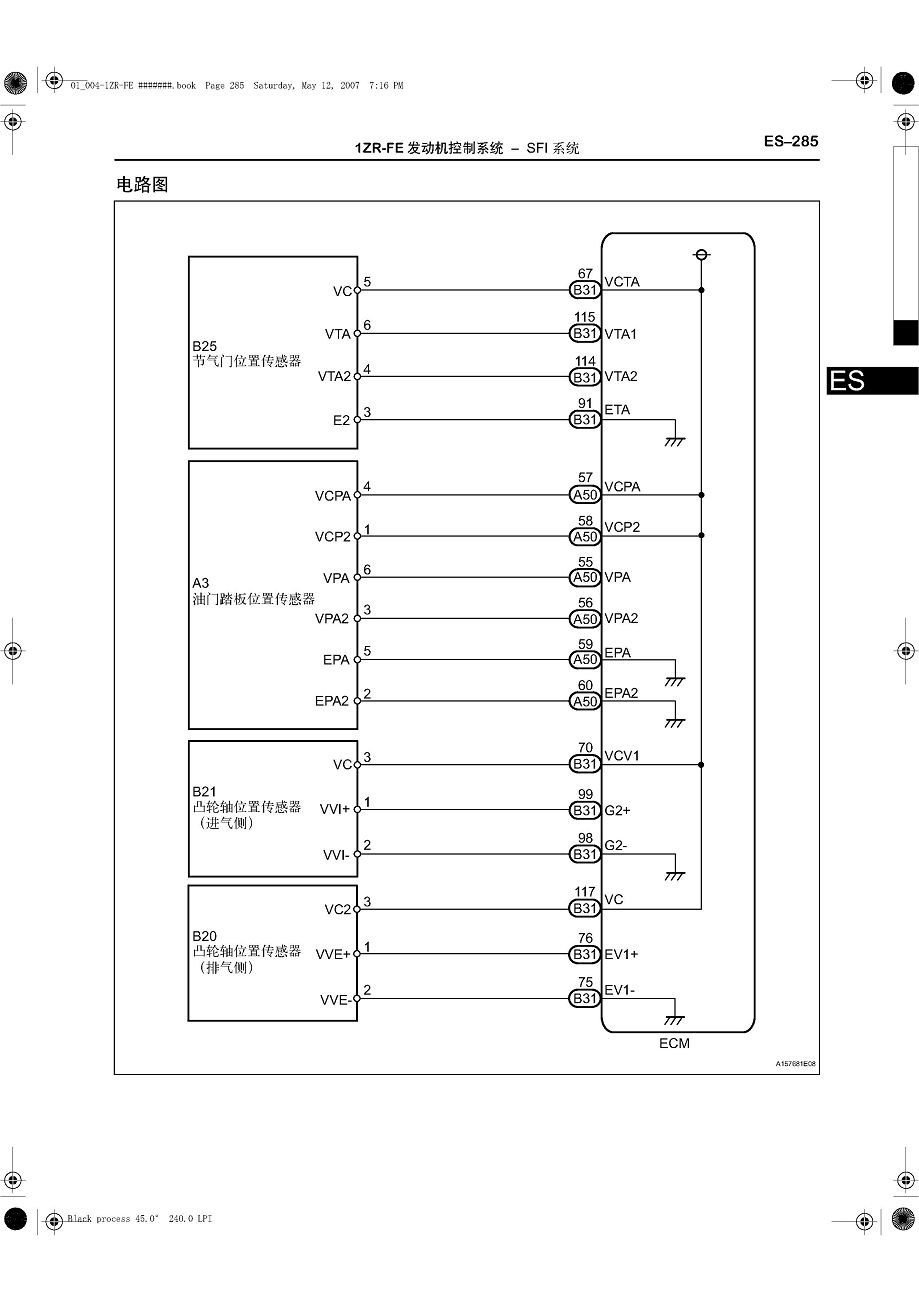 01_004-1ZR-FE #######.book Page 285 Saturday, May 12, 2007 7:16 PM
1ZR-FE 发动机控制系统 – SFI 系统
ES–285
电路图
ES
B25
节气门位置传感器
VC 5 67 B31 VCTA
VTA 6 115 B31 VTA1
VTA2 4 114 B31 VTA2
E2 3 91 B31 ETA
A3
油门踏板位置传感器
VCPA 4 57 A50 VCPA
VCP2 1 58 A50 VCP2
VPA 6 55 A50 VPA
VPA2 3 56 A50 VPA2
EPA 5 59 A50 EPA
EPA2 2 60 A50 EPA2
B21
凸轮轴位置传感器
（进气侧）
VC 3 70 B31 VCV1
VVI+ 1 99 B31 G2+
VVI- 2 98 B31 G2-
B20
凸轮轴位置传感器
（排气侧）
VC2 3 117 B31 VC
VVE+ 1 76 B31 EV1+
VVE- 2 75 B31 EV1-
ECM
A157681E08
Black process 45.0° 240.0 LPI